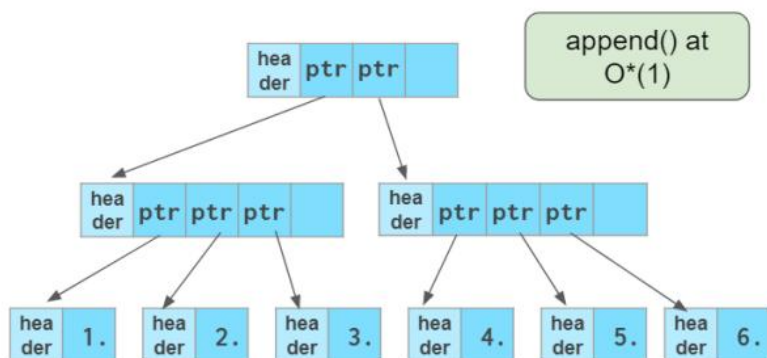 append() at
O*(1)
hea
der
ptr
ptr
hea
der
ptr
ptr
ptr
hea
der
ptr
ptr
ptr
hea
der
1.
hea
der
2.
hea
der
3.
hea
der
4.
hea
der
5.
hea
der
6.